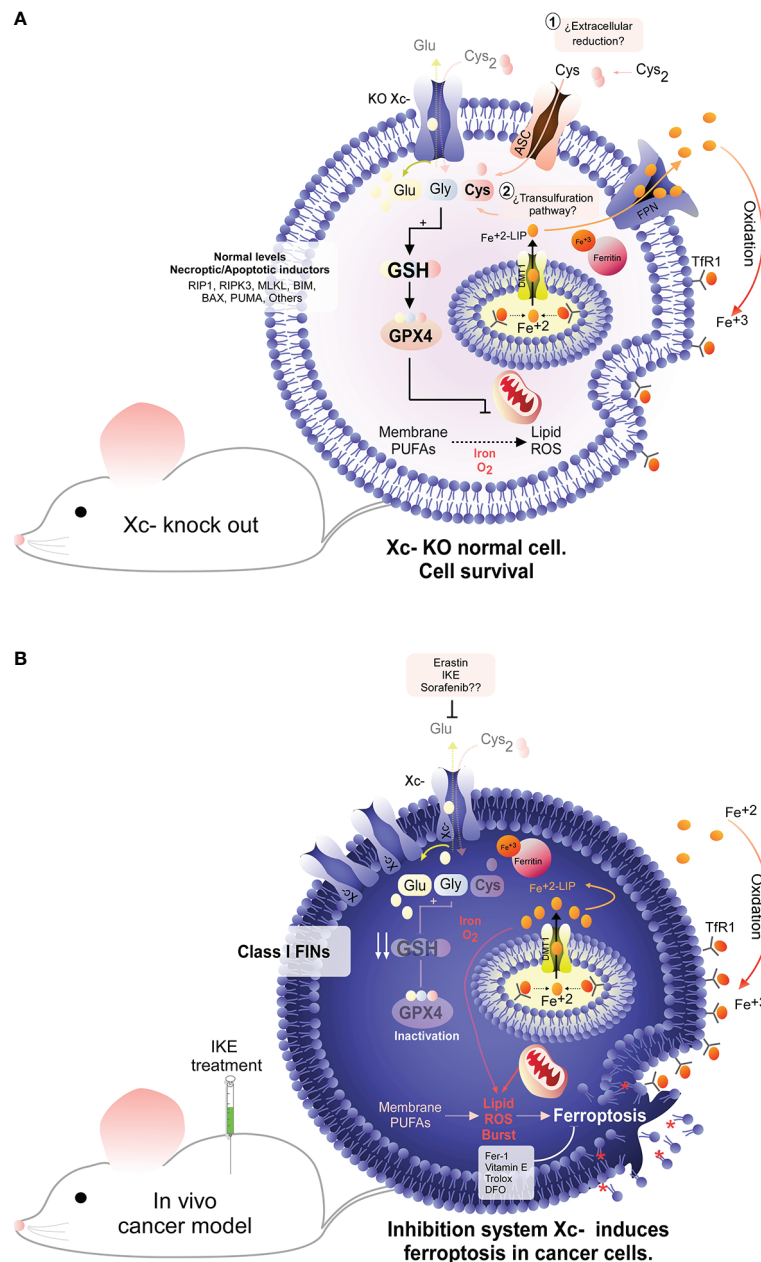 A
1
¿Extracellular
reduction?
Glu
Cys2
Cys
Cys2
KO Xc-
ASC
Glu
Gly
Cys
2
¿Transulfuration
pathway?
FPN
Oxidation
+
Fe+2-LIP
Fe+3
Ferritin
Normal levels
Necroptic/Apoptotic inductors
RIP1, RIPK3, MLKL, BIM,
BAX, PUMA, Others
GSH
DMT1
TfR1
Fe+2
Fe+3
GPX4
Membrane
PUFAs
Iron
O2
Lipid
ROS
Xc- knock out
Xc- KO normal cell.
Cell survival
B
Erastin
IKE
Sorafenib??
Glu
Cys2
Xc-
Xc-
Xc-
Xc-
Fe+3
Ferritin
Fe+2
Glu
Gly
Cys
+
Fe+2-LIP
Iron
O2
Oxidation
TfR1
Class I FINs
GSH
DMT1
Fe+2
Fe+3
GPX4
Inactivation
IKE
treatment
Membrane
PUFAs
Lipid
ROS
Burst
Ferroptosis
*
*
*
*
Fer-1
Vitamin E
Trolox
DFO
In vivo
cancer model
Inhibition system Xc- induces
ferroptosis in cancer cells.